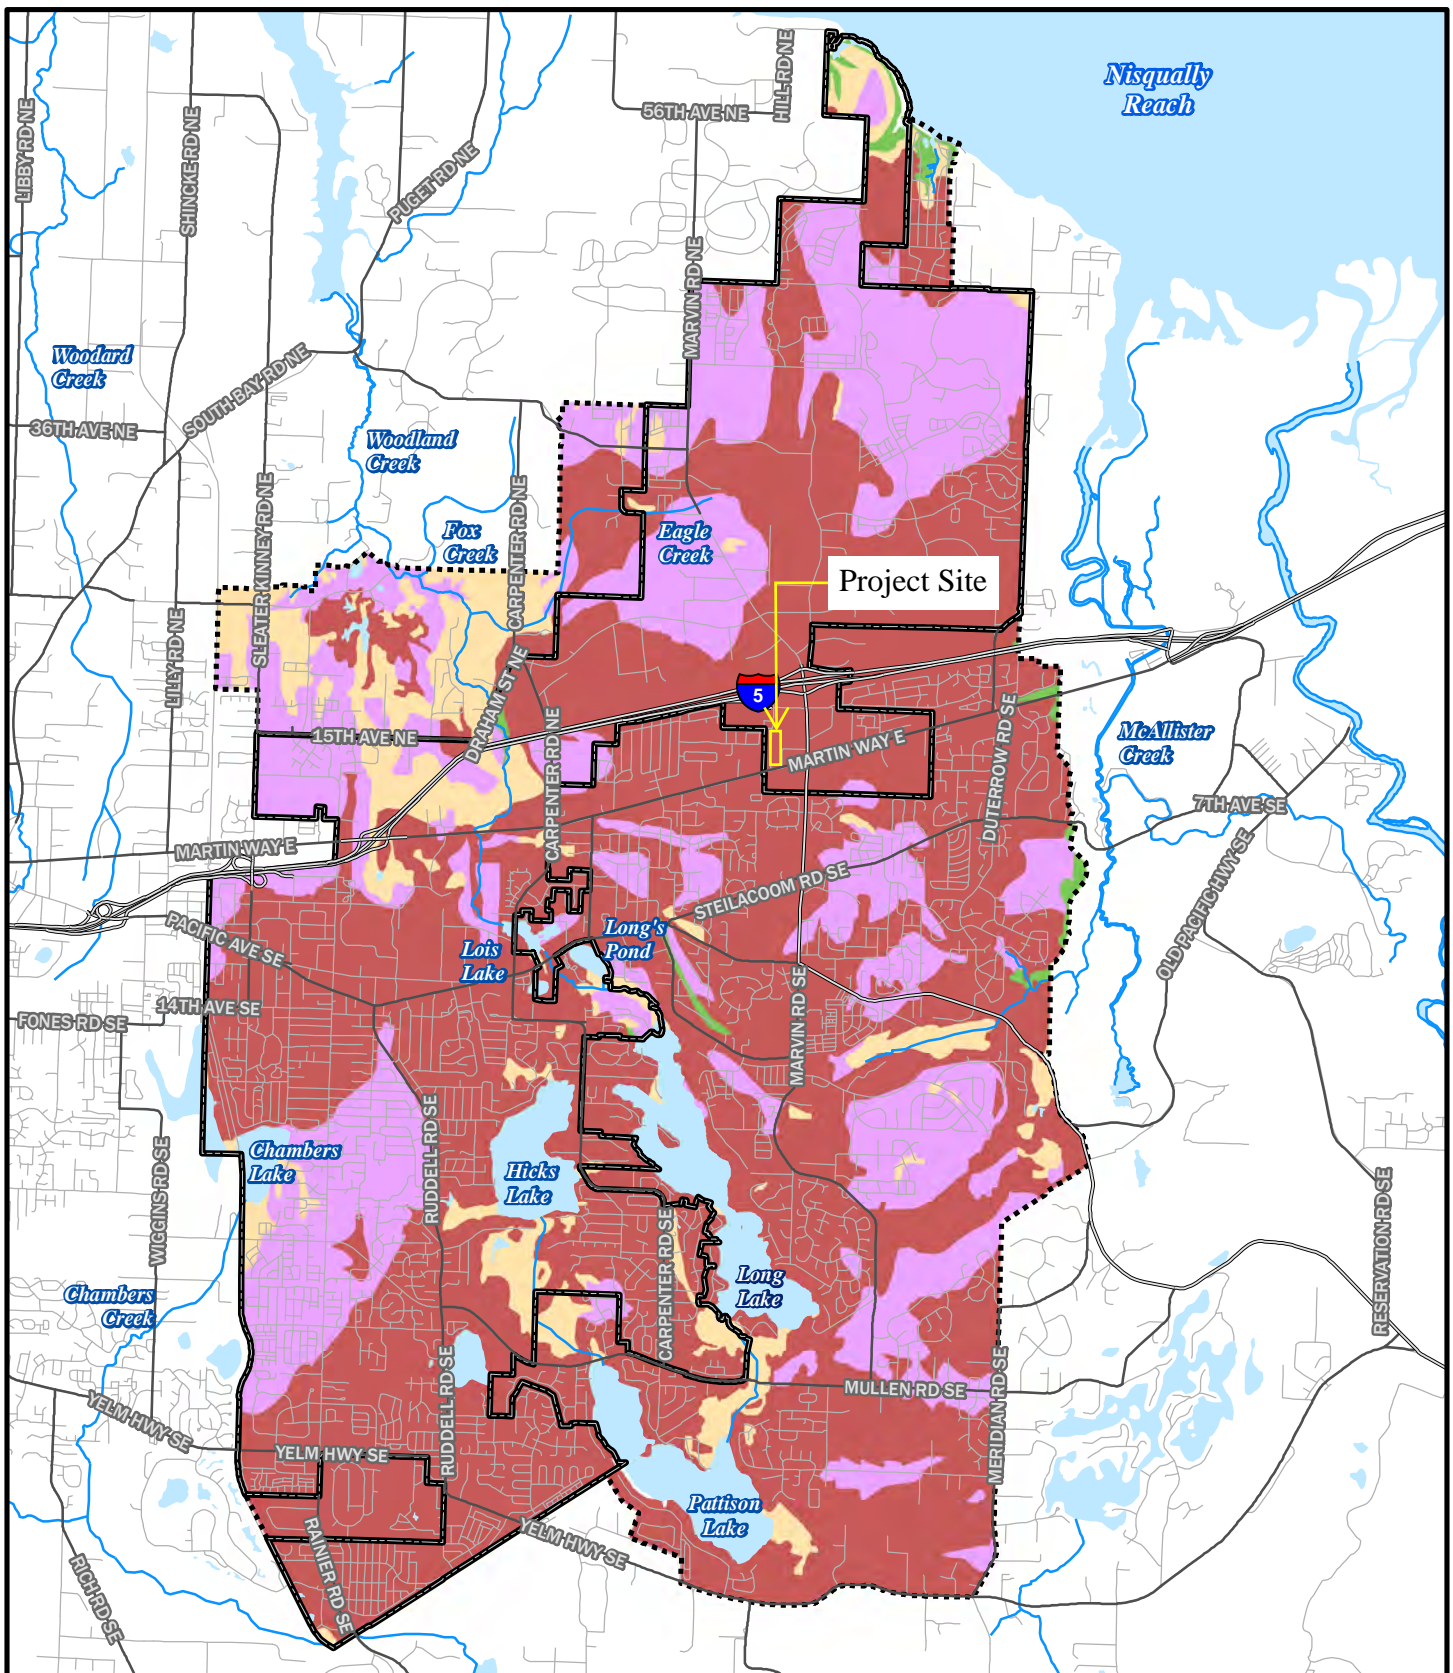 Nisqually
Reach
HILL RD NE
56TH AVE NE
LIBBY RD NE
SHINCKE RD NE
PUGET RD NE
MARVIN RD NE
Woodard
Creek
SOUTH BAY RD NE
36TH AVE NE
Woodland
Creek
SLEATER KINNEY RD NE
CARPENTER RD NE
Fox
Creek
Eagle
Creek
Project Site
LILLY RD NE
DRAHAM ST NE
5
15TH AVE NE
CARPENTER RD NE
MARTIN WAY E
DUTERROW RD SE
McAllister
Creek
7TH AVE SE
MARTIN WAY E
STEILACOOM RD SE
OLD PACIFIC HWY SE
PACIFIC AVE SE
Lois
Lake
Long's
Pond
14TH AVE SE
FONES RD SE
MARVIN RD SE
RUDDELL RD SE
Chambers
Lake
Hicks
Lake
WIGGINS RD SE
CARPENTER RD SE
RESERVATION RD SE
Long
Lake
Chambers
Creek
RUDDELL RD SE
MULLEN RD SE
MERIDIAN RD SE
YELM HWY SE
YELM HWY SE
Pattison
Lake
YELM HWY SE
RAINIER RD SE
RICH RD SE